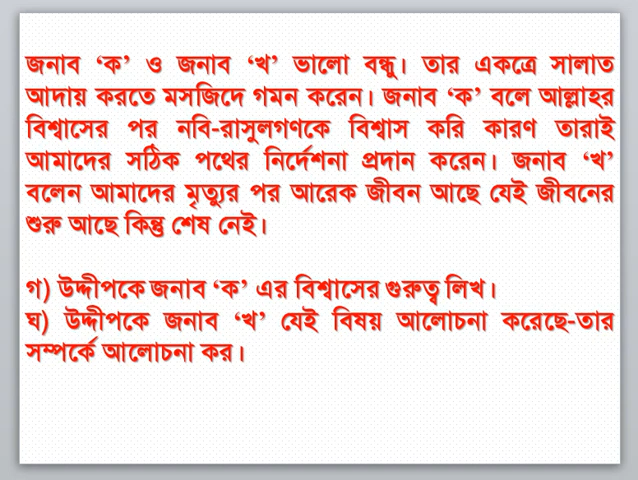 জনাব ‘ক’ ও জনাব ‘খ’ ভালো বন্ধু। তার একত্রে সালাত
আদায় করতে মসজিদে গমন করেন। জনাব ‘ক’ বলে আল্লাহর
বিশ্বাসের পর নবি-রাসুলগণকে বিশ্বাস করি কারণ তারাই
আমাদের সঠিক পথের নির্দেশনা প্রদান করেন। জনাব ‘খ’
বলেন আমাদের মৃত্যুর পর আরেক জীবন আছে যেই জীবনের
শুরু আছে কিন্তু শেষ নেই।
গ) উদ্দীপকে জনাব ‘ক’ এর বিশ্বাসের গুরুত্ব লিখ।
ঘ) উদ্দীপকে জনাব ‘খ’ যেই বিষয় আলোচনা করেছে-তার
সম্পর্কে আলোচনা কর।